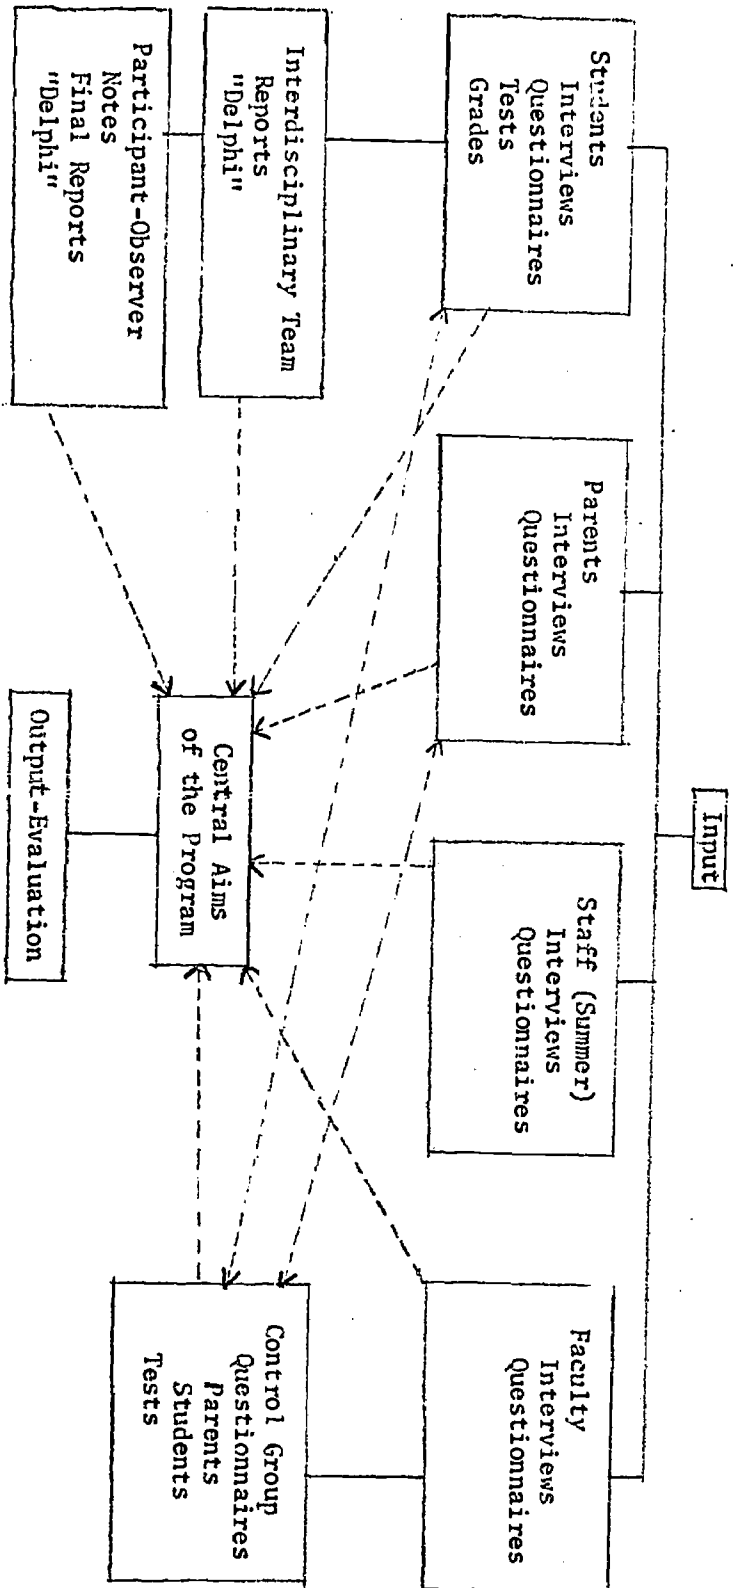 Input
Students
Interviews
Questionnaires
Tests
Grades
Parents
Interviews
Questionnaires
Staff (Summer)
Interviews
Questionnaires
Faculty
Interviews
Questionnaires
Interdisciplinary Team
Reports
"Delphi"
Participant-Observer
Notes
Final Reports
"Delphi"
Central Aims
of the Program
Control Group
Questionnaires
Parents
Students
Tests
Output-Evaluation